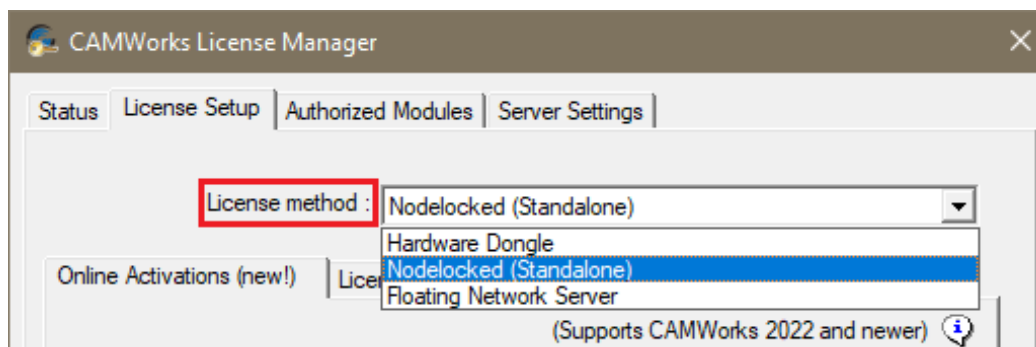 CAMWorks License Manager
Status License Setup Authorized Modules Server Settings
License method : Nodelocked (Standalone)
Hardware Dongle
Nodelocked (Standalone)
Floating Network Server
Online Activations (new!)
(Supports CAMWorks 2022 and newer)